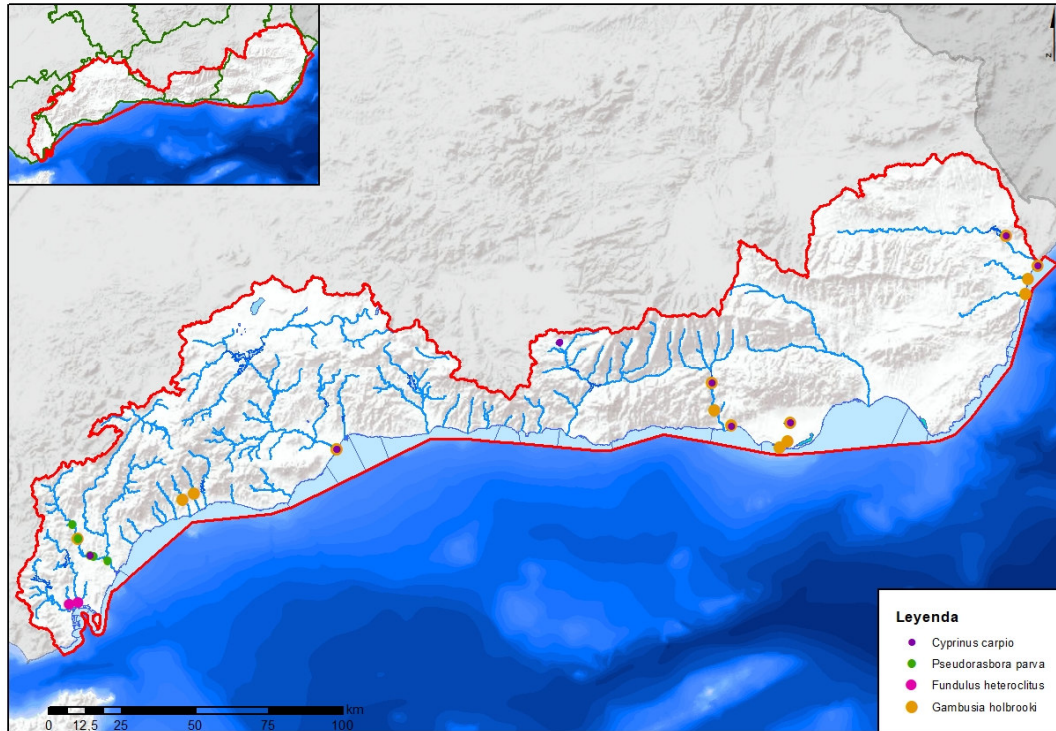 z
Leyenda
Cyprinus carpio
Pseudorasbora parva
Fundulus heteroclitus
Gambusia holbrooki
km
0 12.5 25 50 75 100